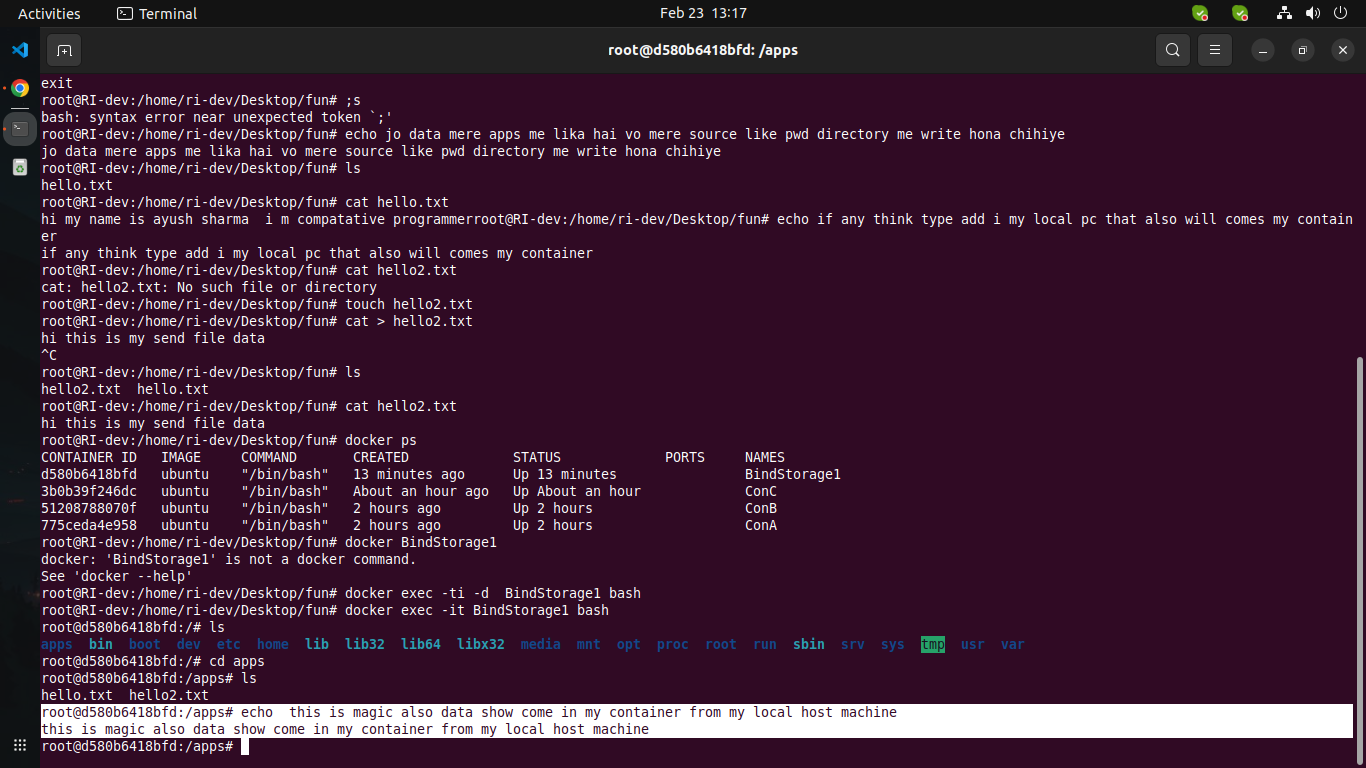 Activities Terminal Feb 23 13:17
root@d580b6418bfd: /apps
exit
root@RI-dev:/home/ri-dev/Desktop/fun# ;s
bash: syntax error near unexpected token `;'
root@RI-dev:/home/ri-dev/Desktop/fun# echo jo data mere apps me lika hai vo mere source like pwd directory me write hona chihiye
jo data mere apps me lika hai vo mere source like pwd directory me write hona chihiye
root@RI-dev:/home/ri-dev/Desktop/fun# ls
hello.txt
root@RI-dev:/home/ri-dev/Desktop/fun# cat hello.txt
hi my name is ayush sharma  i m compatative programmerroot@RI-dev:/home/ri-dev/Desktop/fun# echo if any think type add i my local pc that also will comes my contain
er
if any think type add i my local pc that also will comes my container
root@RI-dev:/home/ri-dev/Desktop/fun# cat hello2.txt
cat: hello2.txt: No such file or directory
root@RI-dev:/home/ri-dev/Desktop/fun# touch hello2.txt
root@RI-dev:/home/ri-dev/Desktop/fun# cat > hello2.txt
hi this is my send file data
^C
root@RI-dev:/home/ri-dev/Desktop/fun# ls
hello2.txt  hello.txt
root@RI-dev:/home/ri-dev/Desktop/fun# cat hello2.txt
hi this is my send file data
root@RI-dev:/home/ri-dev/Desktop/fun# docker ps
CONTAINER ID   IMAGE     COMMAND       CREATED             STATUS             PORTS     NAMES
d580b6418bfd   ubuntu    "/bin/bash"   13 minutes ago      Up 13 minutes                BindStorage1
3b0b39f246dc   ubuntu    "/bin/bash"   About an hour ago   Up About an hour             ConC
51208788070f   ubuntu    "/bin/bash"   2 hours ago         Up 2 hours                   ConB
775ceda4e958   ubuntu    "/bin/bash"   2 hours ago         Up 2 hours                   ConA
root@RI-dev:/home/ri-dev/Desktop/fun# docker BindStorage1
docker: 'BindStorage1' is not a docker command.
See 'docker --help'
root@RI-dev:/home/ri-dev/Desktop/fun# docker exec -ti -d  BindStorage1 bash
root@RI-dev:/home/ri-dev/Desktop/fun# docker exec -it BindStorage1 bash
root@d580b6418bfd:/# ls
apps  bin  boot  dev  etc  home  lib  lib32  lib64  libx32  media  mnt  opt  proc  root  run  sbin  srv  sys  tmp  usr  var
root@d580b6418bfd:/# cd apps
root@d580b6418bfd:/apps# ls
hello.txt  hello2.txt
root@d580b6418bfd:/apps# echo  this is magic also data show come in my container from my local host machine
this is magic also data show come in my container from my local host machine
root@d580b6418bfd:/apps#